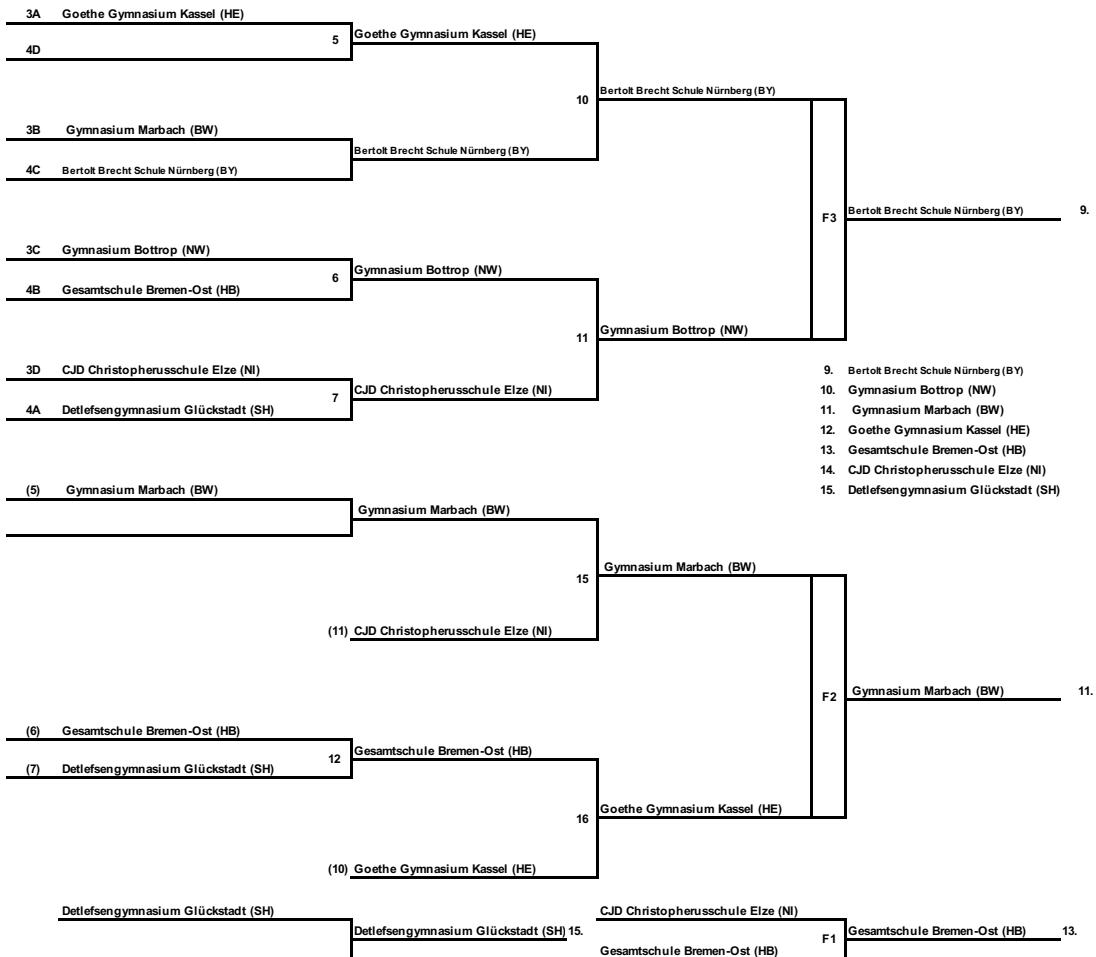 3A Goethe Gymnasium Kassel (HE)
5 Goethe Gymnasium Kassel (HE)
4D
10 Bertolt Brecht Schule Nürnberg (BY)
3B Gymnasium Marbach (BW)
Bertolt Brecht Schule Nürnberg (BY)
4C Bertolt Brecht Schule Nürnberg (BY)
F3 Bertolt Brecht Schule Nürnberg (BY) 9.
3C Gymnasium Bottrop (NW)
6 Gymnasium Bottrop (NW)
4B Gesamtschule Bremen-Ost (HB)
11 Gymnasium Bottrop (NW)
3D CJD Christopherusschule Elze (NI)
7 CJD Christopherusschule Elze (NI)
4A Detlefsengymnasium Glückstadt (SH)
9. Bertolt Brecht Schule Nürnberg (BY)
10. Gymnasium Bottrop (NW)
11. Gymnasium Marbach (BW)
12. Goethe Gymnasium Kassel (HE)
13. Gesamtschule Bremen-Ost (HB)
14. CJD Christopherusschule Elze (NI)
15. Detlefsengymnasium Glückstadt (SH)
(5) Gymnasium Marbach (BW)
Gymnasium Marbach (BW)
15 Gymnasium Marbach (BW)
(11) CJD Christopherusschule Elze (NI)
F2 Gymnasium Marbach (BW) 11.
(6) Gesamtschule Bremen-Ost (HB)
12 Gesamtschule Bremen-Ost (HB)
(7) Detlefsengymnasium Glückstadt (SH)
16 Goethe Gymnasium Kassel (HE)
(10) Goethe Gymnasium Kassel (HE)
Detlefsengymnasium Glückstadt (SH)
Detlefsengymnasium Glückstadt (SH) 15.
CJD Christopherusschule Elze (NI)
F1 Gesamtschule Bremen-Ost (HB) 13.
Gesamtschule Bremen-Ost (HB)